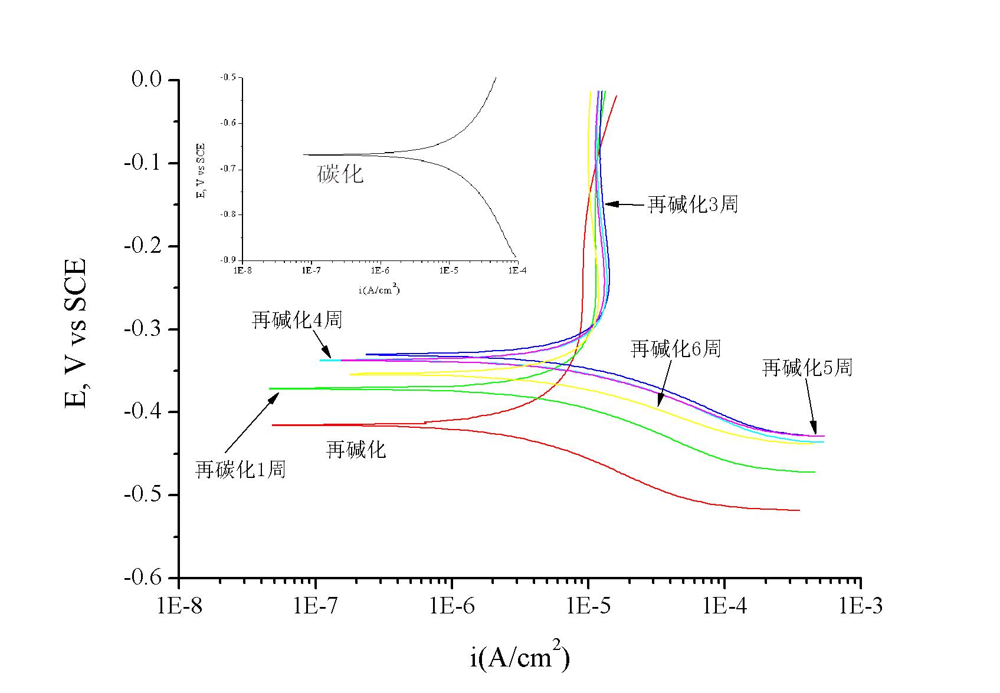 0.0
-0.1
-0.2
-0.3
-0.4
-0.5
-0.6
E, V vs SCE
1E-8
1E-7
1E-6
1E-5
1E-4
1E-3
i(A/cm²)
-0.5
-0.6
-0.7
-0.8
-0.9
E, V vs SCE
碳化
1E-8
1E-7
1E-6
1E-5
1E-4
i(A/cm²)
再碱化3周
再碱化4周
再碱化6周
再碱化5周
再碱化
再碳化1周